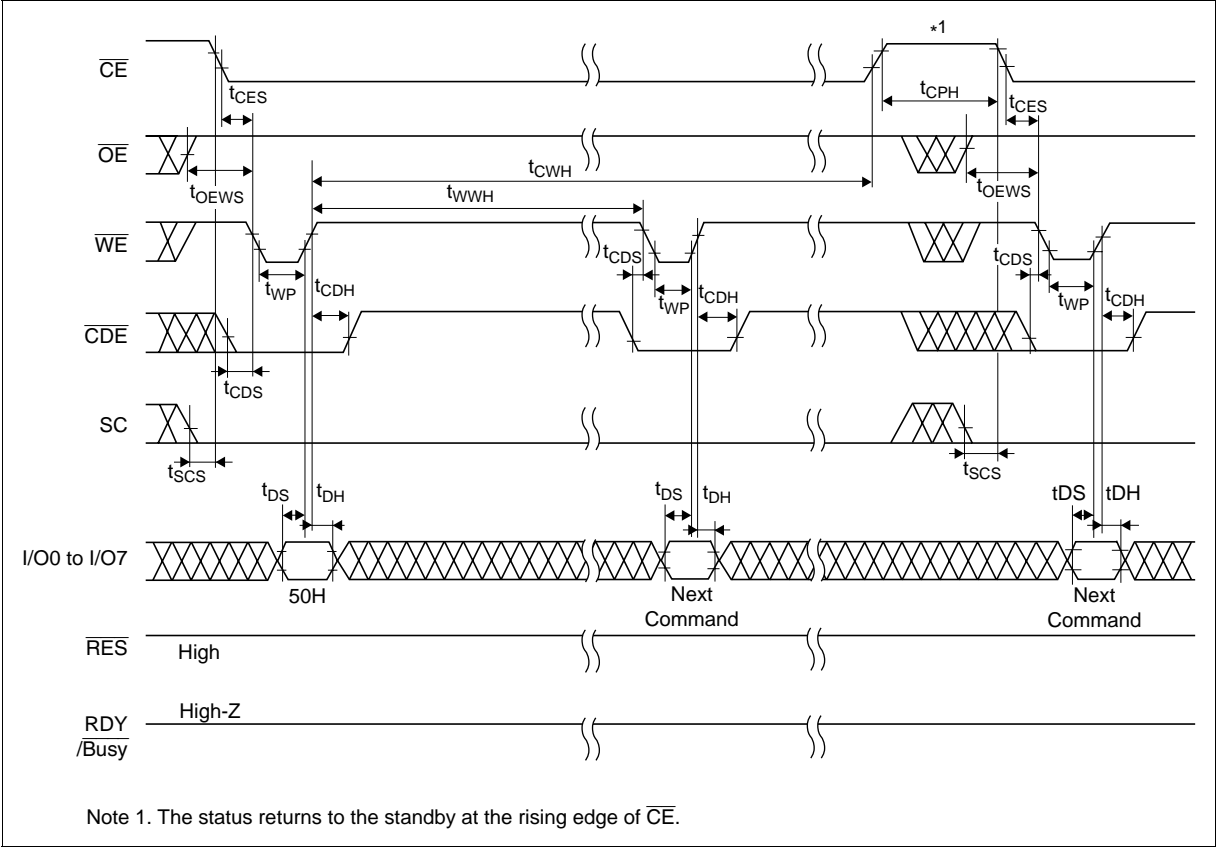 *1
CE
tCES
tCPH
tCES
OE
tOEWS
tCWH
tOEWS
tWWH
WE
tWP
tCDH
tCDS
tWP
tCDH
tCDS
tWP
tCDH
CDE
tCDS
SC
tSCS
tSCS
tDS
tDH
tDS
tDH
tDS
tDH
I/O0 to I/O7
50H
Next
Command
Next
Command
RES
High
RDY
/Busy
High-Z
Note 1. The status returns to the standby at the rising edge of CE.